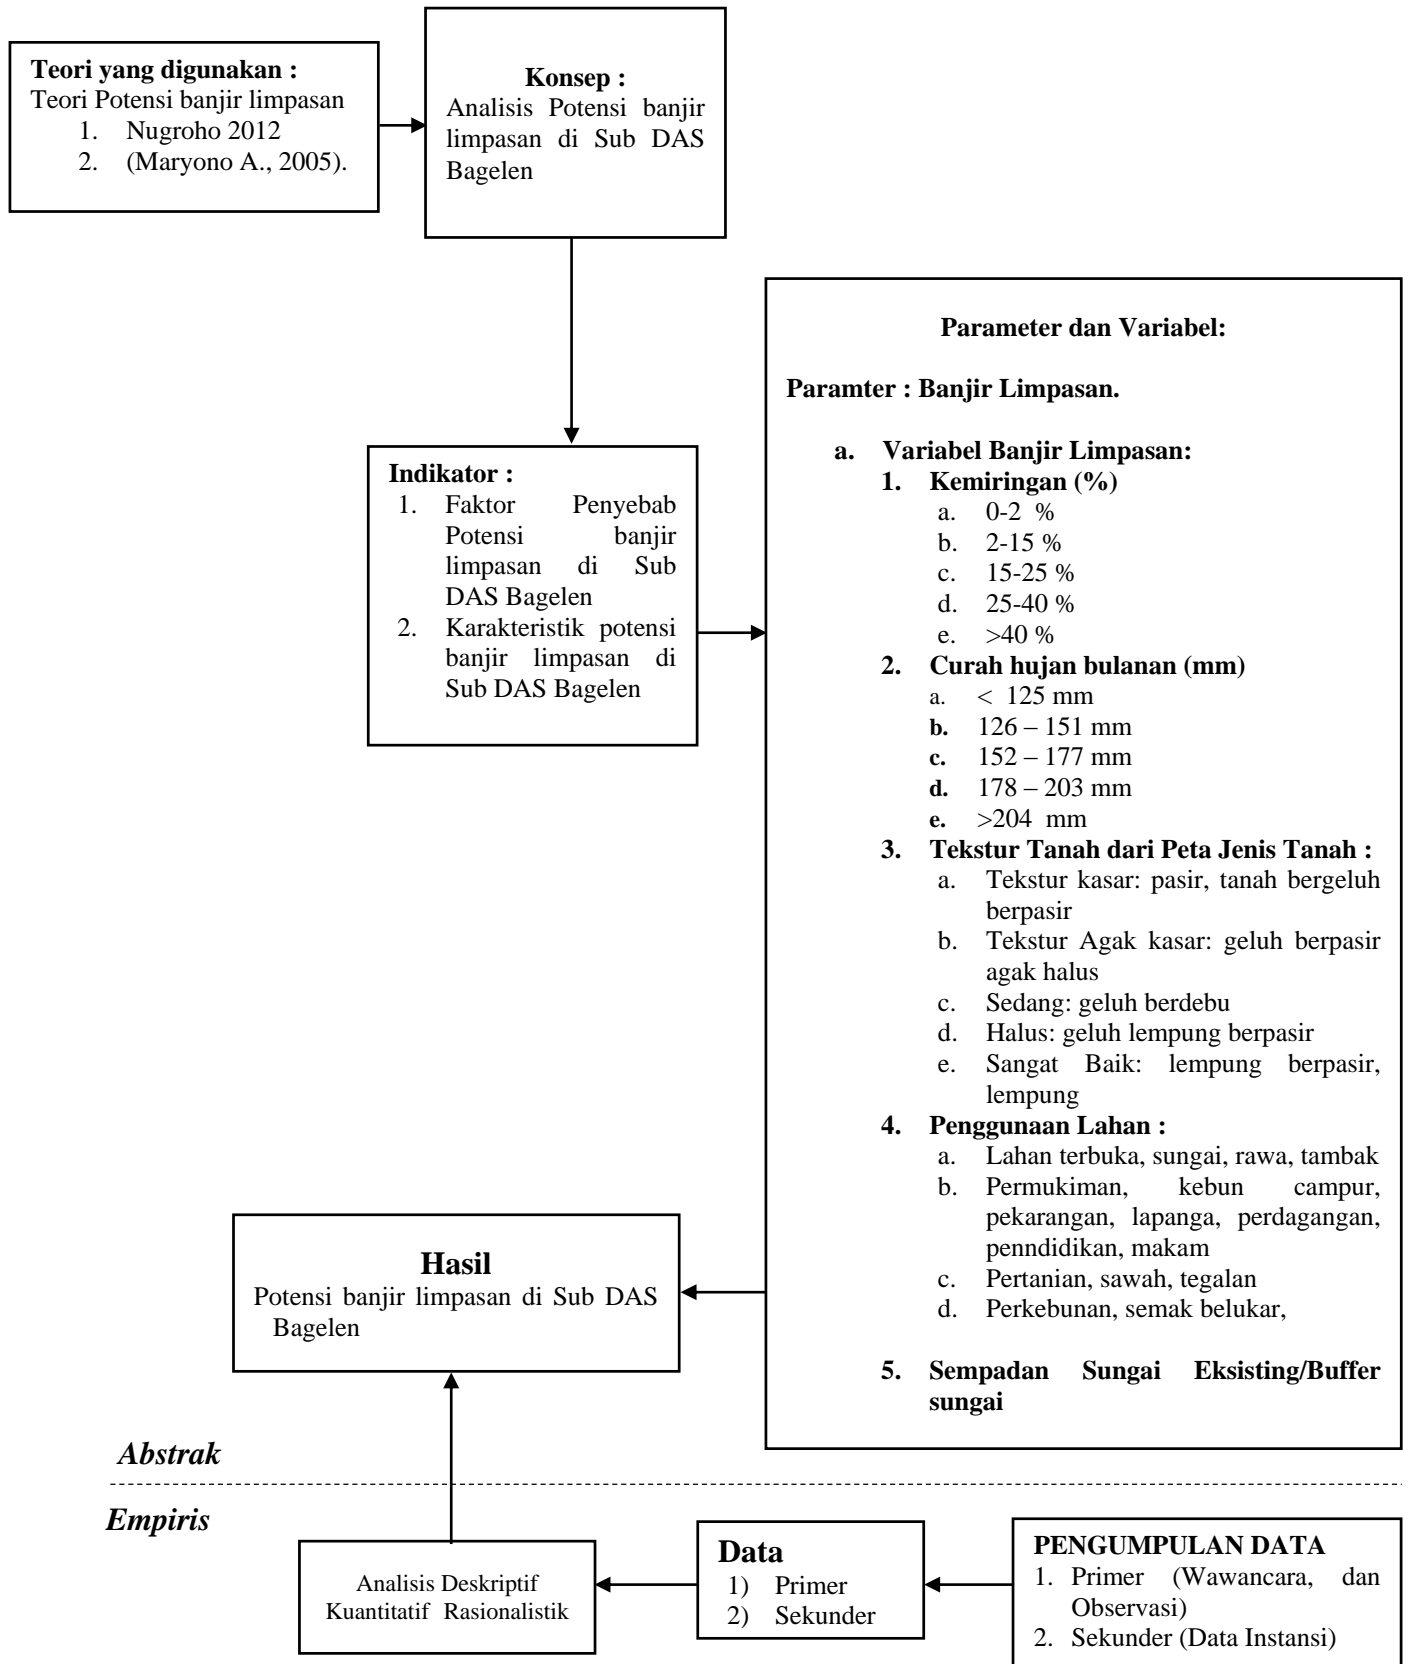 Teori yang digunakan :
Teori Potensi banjir limpasan
1. Nugroho 2012
2. (Maryono A., 2005).
Konsep :
Analisis Potensi banjir
limpasan di Sub DAS
Bagelen
Indikator :
1. Faktor Penyebab
Potensi banjir
limpasan di Sub
DAS Bagelen
2. Karakteristik potensi
banjir limpasan di
Sub DAS Bagelen
Parameter dan Variabel:
Paramter : Banjir Limpasan.
a. Variabel Banjir Limpasan:
1. Kemiringan (%)
a. 0-2 %
b. 2-15 %
c. 15-25 %
d. 25-40 %
e. >40 %
2. Curah hujan bulanan (mm)
a. < 125 mm
b. 126 – 151 mm
c. 152 – 177 mm
d. 178 – 203 mm
e. >204 mm
3. Tekstur Tanah dari Peta Jenis Tanah :
a. Tekstur kasar: pasir, tanah bergeluh
berpasir
b. Tekstur Agak kasar: geluh berpasir
agak halus
c. Sedang: geluh berdebu
d. Halus: geluh lempung berpasir
e. Sangat Baik: lempung berpasir,
lempung
4. Penggunaan Lahan :
a. Lahan terbuka, sungai, rawa, tambak
b. Permukiman, kebun campur,
pekarangan, lapanga, perdagangan,
penndidikan, makam
c. Pertanian, sawah, tegalan
d. Perkebunan, semak belukar,
5. Sempadan Sungai Eksisting/Buffer
sungai
Hasil
Potensi banjir limpasan di Sub DAS
Bagelen
Abstrak
Empiris
Analisis Deskriptif
Kuantitatif Rasionalistik
Data
1) Primer
2) Sekunder
PENGUMPULAN DATA
1. Primer (Wawancara, dan
Observasi)
2. Sekunder (Data Instansi)